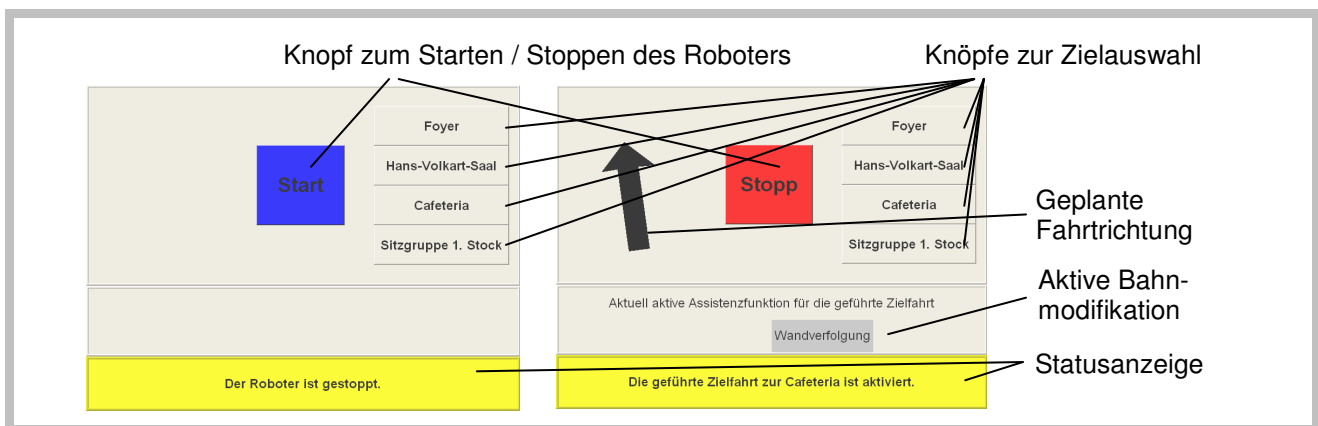 Knopf zum Starten / Stoppen des Roboters
Knöpfe zur Zielauswahl
Start
Foyer
Hans-Volkart-Saal
Cafeteria
Sitzgruppe 1. Stock
Der Roboter ist gestoppt.
Stopp
Foyer
Hans-Volkart-Saal
Cafeteria
Sitzgruppe 1. Stock
Aktuell aktive Assistenzfunktion für die geführte Zielfahrt
Wandverfolgung
Die geführte Zielfahrt zur Cafeteria ist aktiviert.
Geplante
Fahrtrichtung
Aktive Bahn-
modifikation
Statusanzeige